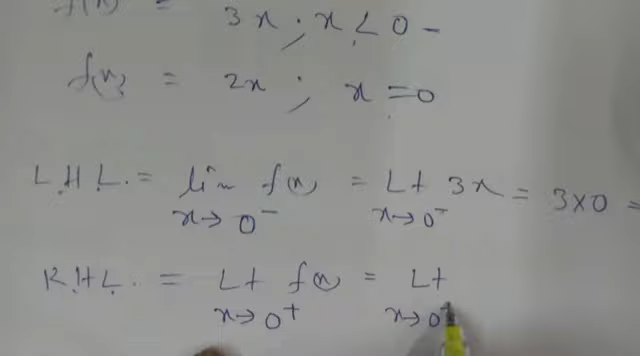 f(x) = 3x ; x < 0 -
f(x) = 2x ; x = 0
L.H.L. = lim f(x) = Lt 3x = 3×0 =
x→0⁻ x→0⁻
R.H.L. = Lt f(x) = Lt
x→0⁺ x→0⁺